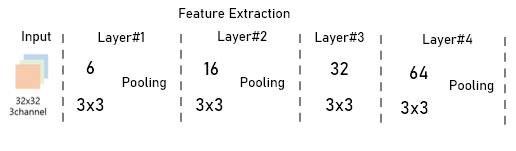 Feature Extraction
Input
Layer#1
Layer#2
Layer#3
Layer#4
6
Pooling
3x3
16
Pooling
3x3
32
3x3
64
Pooling
3x3
32x32
3channel